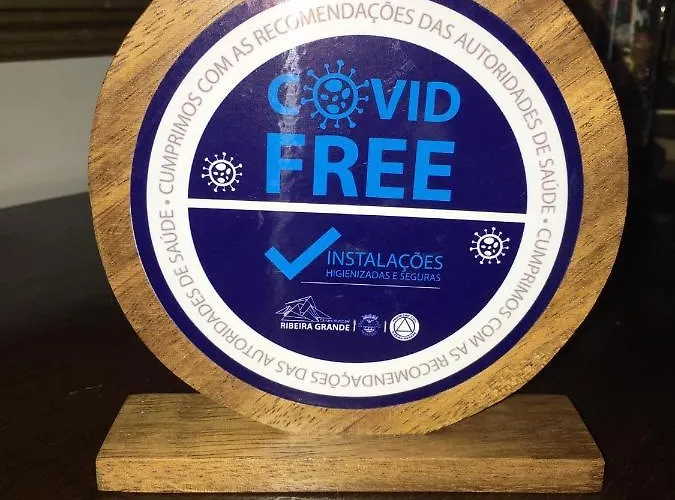 CUMPRIMOS COM AS RECOMENDAÇÕES DAS AUTORIDADES DE SAÚDE • CUMPRIMOS COM AS RECOMENDAÇÕES DAS AUTORIDADES DE SAÚDE •
COVID
FREE
INSTALAÇÕES
HIGIENIZADAS E SEGURAS
RIBEIRA GRANDE